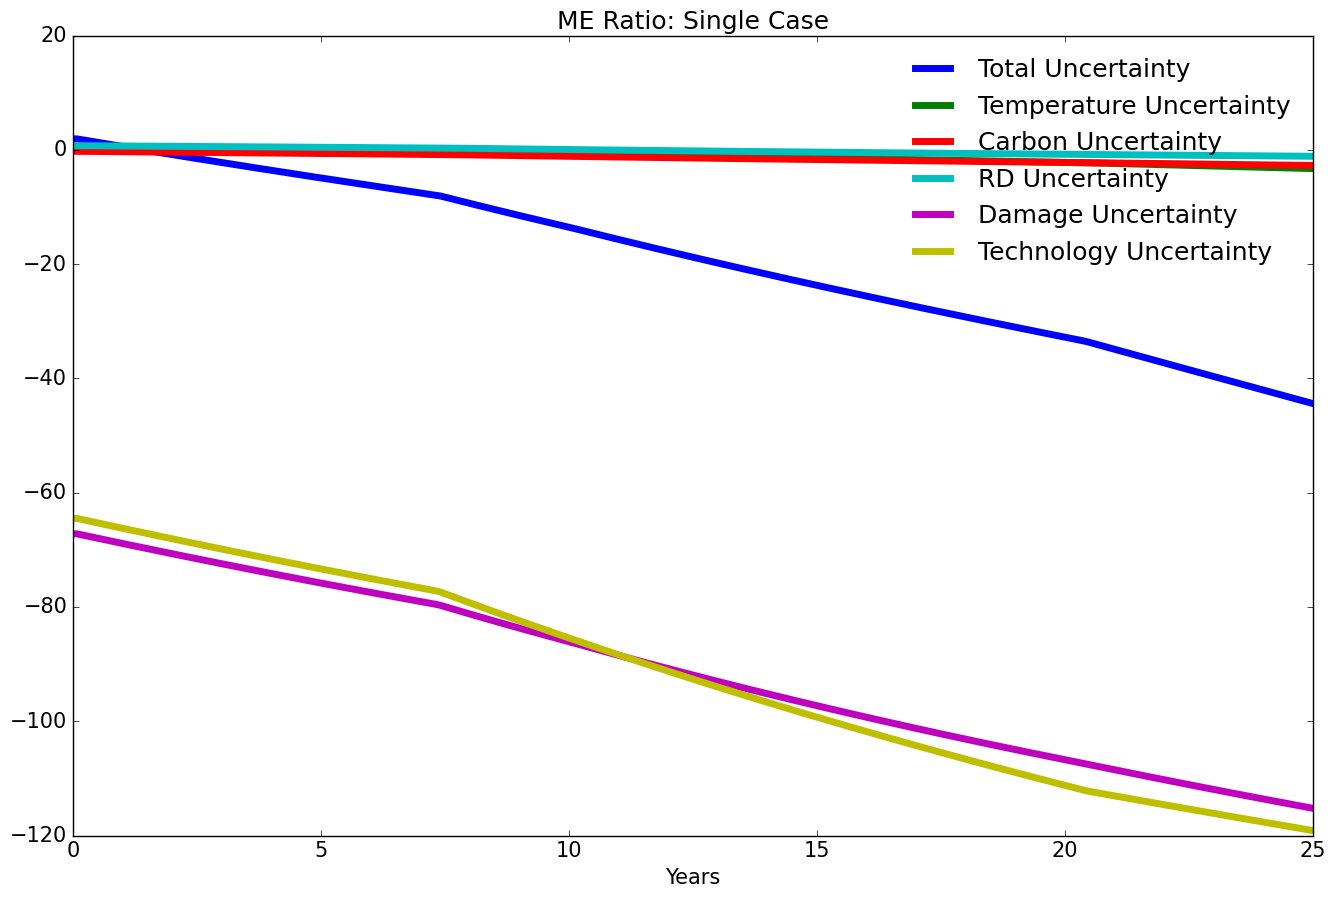 ME Ratio: Single Case
20
0
−20
−40
−60
−80
−100
−120
Total Uncertainty
Temperature Uncertainty
Carbon Uncertainty
RD Uncertainty
Damage Uncertainty
Technology Uncertainty
0 5 10 15 20 25
Years